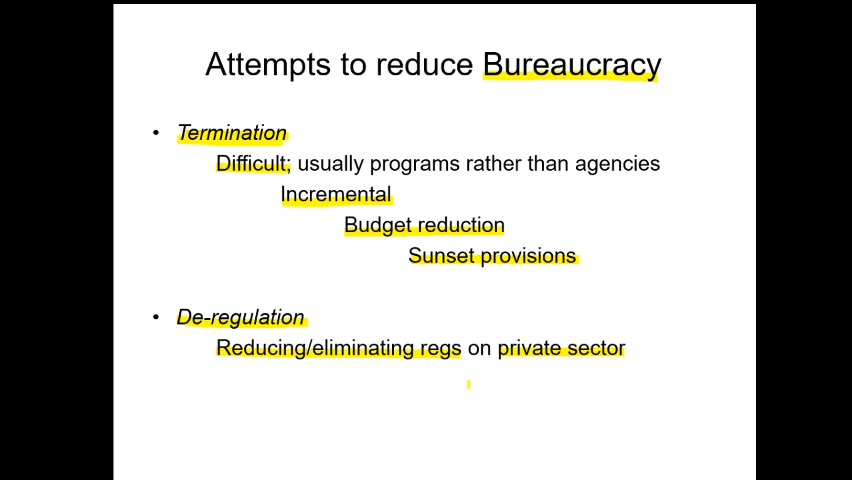 Attempts to reduce Bureaucracy
• Termination
Difficult; usually programs rather than agencies
Incremental
Budget reduction
Sunset provisions
• De-regulation
Reducing/eliminating regs on private sector